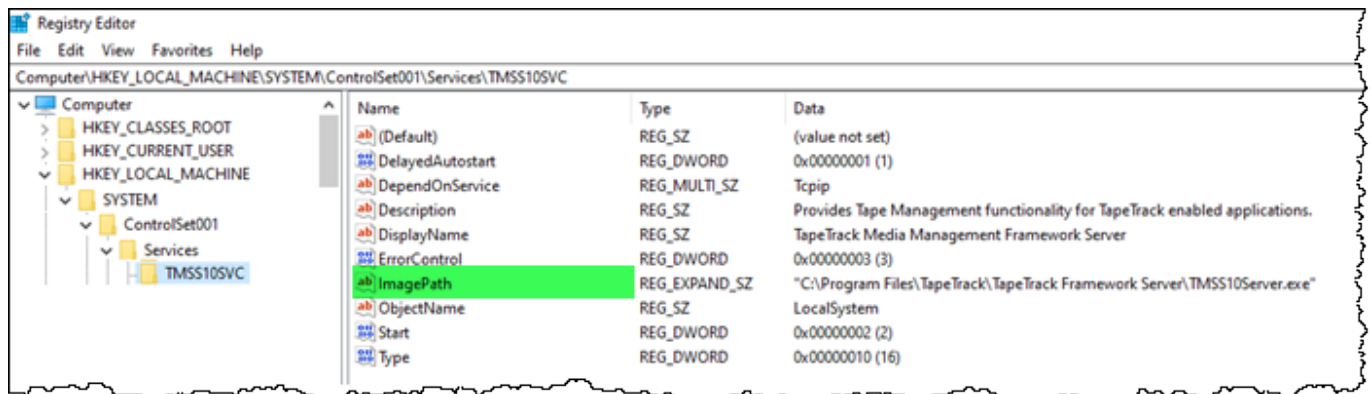 Registry Editor
File Edit View Favorites Help
Computer\HKEY_LOCAL_MACHINE\SYSTEM\ControlSet001\Services\TMSS10SVC
Computer
HKEY_CLASSES_ROOT
HKEY_CURRENT_USER
HKEY_LOCAL_MACHINE
SYSTEM
ControlSet001
Services
TMSS10SVC
Name Type Data
(Default) REG_SZ (value not set)
DelayedAutostart REG_DWORD 0x00000001 (1)
DependOnService REG_MULTI_SZ Tcpip
Description REG_SZ Provides Tape Management functionality for TapeTrack enabled applications.
DisplayName REG_SZ TapeTrack Media Management Framework Server
ErrorControl REG_DWORD 0x00000003 (3)
ImagePath REG_EXPAND_SZ "C:\Program Files\TapeTrack\TapeTrack Framework Server\TMSS10Server.exe"
ObjectName REG_SZ LocalSystem
Start REG_DWORD 0x00000002 (2)
Type REG_DWORD 0x00000010 (16)